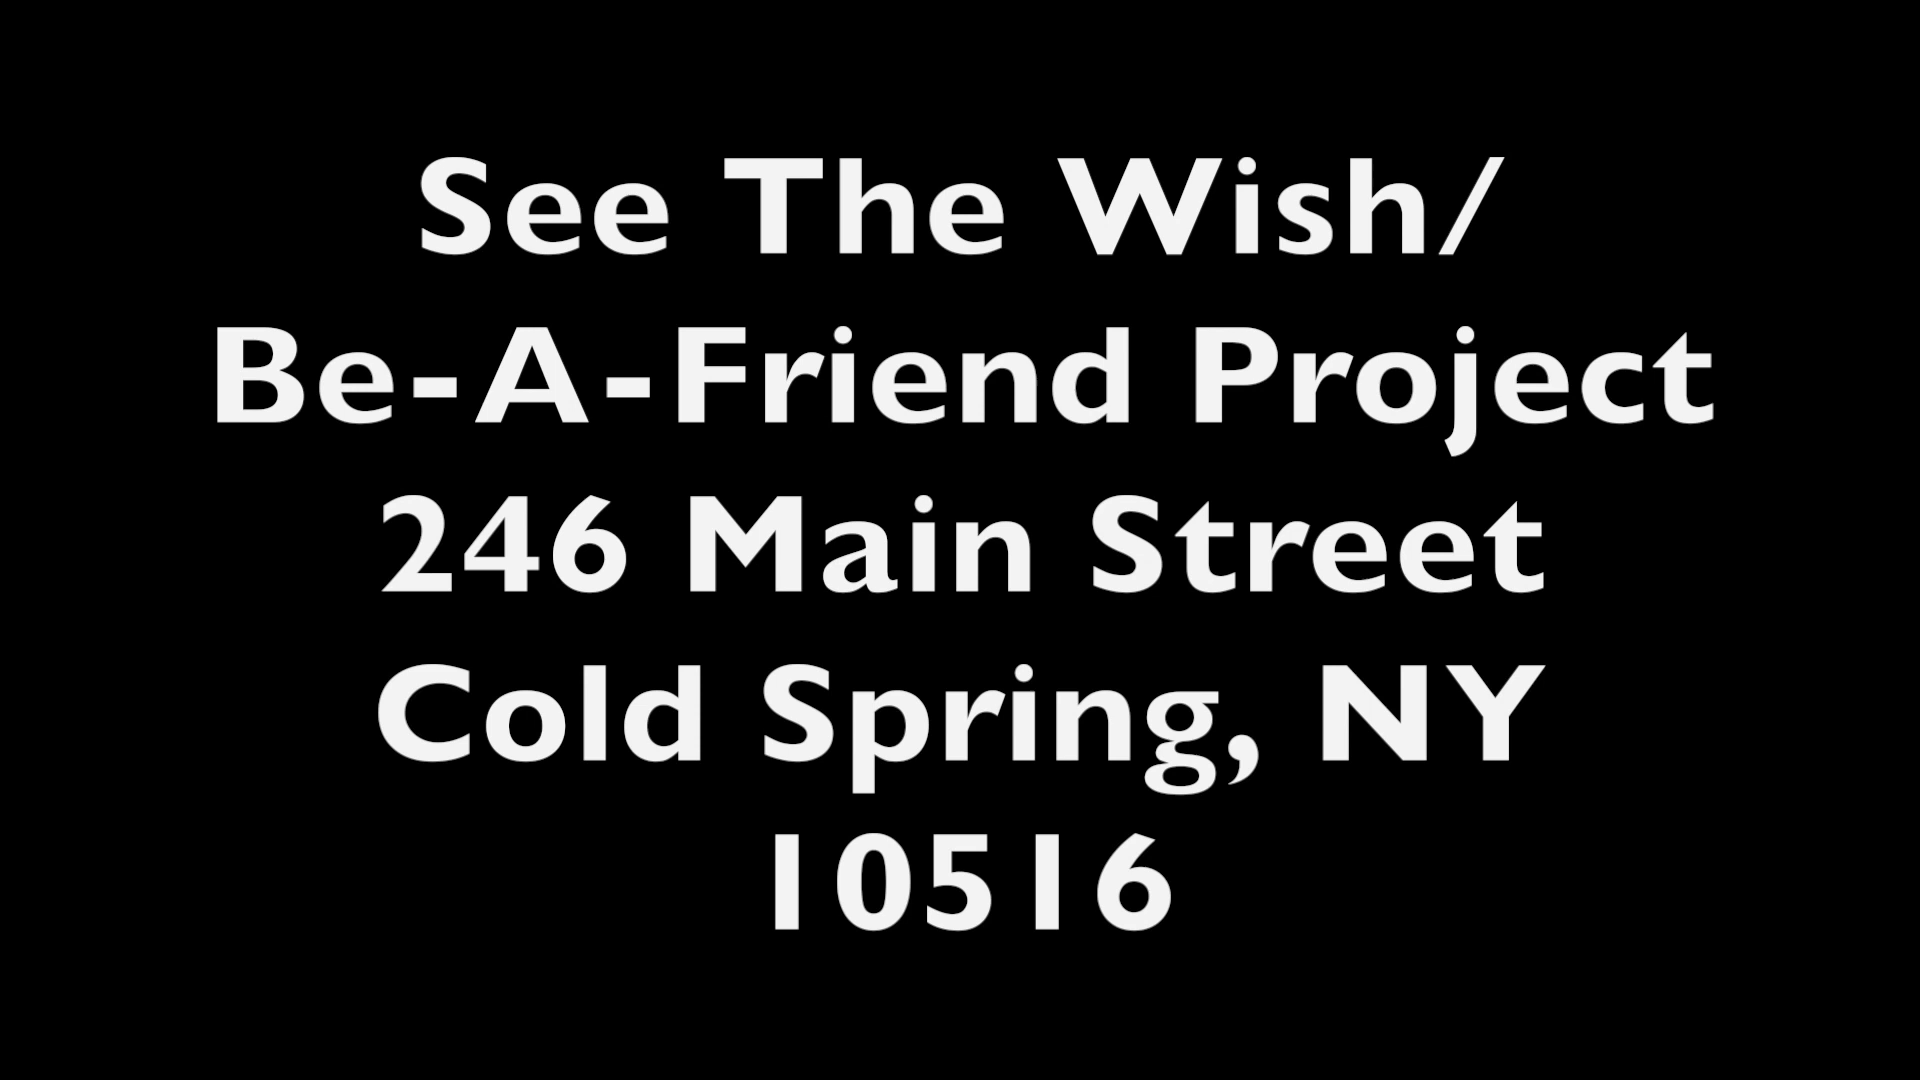 See The Wish/
Be-A-Friend Project
246 Main Street
Cold Spring, NY
10516